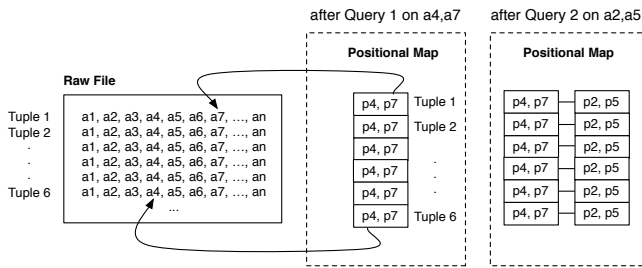 after Query 1 on a4,a7
after Query 2 on a2,a5
Positional Map
Positional Map
Raw File
Tuple 1
a1, a2, a3, a4, a5, a6, a7, …, an
Tuple 2
a1, a2, a3, a4, a5, a6, a7, …, an
.
a1, a2, a3, a4, a5, a6, a7, …, an
.
a1, a2, a3, a4, a5, a6, a7, …, an
.
a1, a2, a3, a4, a5, a6, a7, …, an
Tuple 6
a1, a2, a3, a4, a5, a6, a7, …, an
...
p4, p7 Tuple 1
p4, p7 Tuple 2
p4, p7 .
p4, p7 .
p4, p7 .
p4, p7 Tuple 6
p4, p7 p2, p5
p4, p7 p2, p5
p4, p7 p2, p5
p4, p7 p2, p5
p4, p7 p2, p5
p4, p7 p2, p5